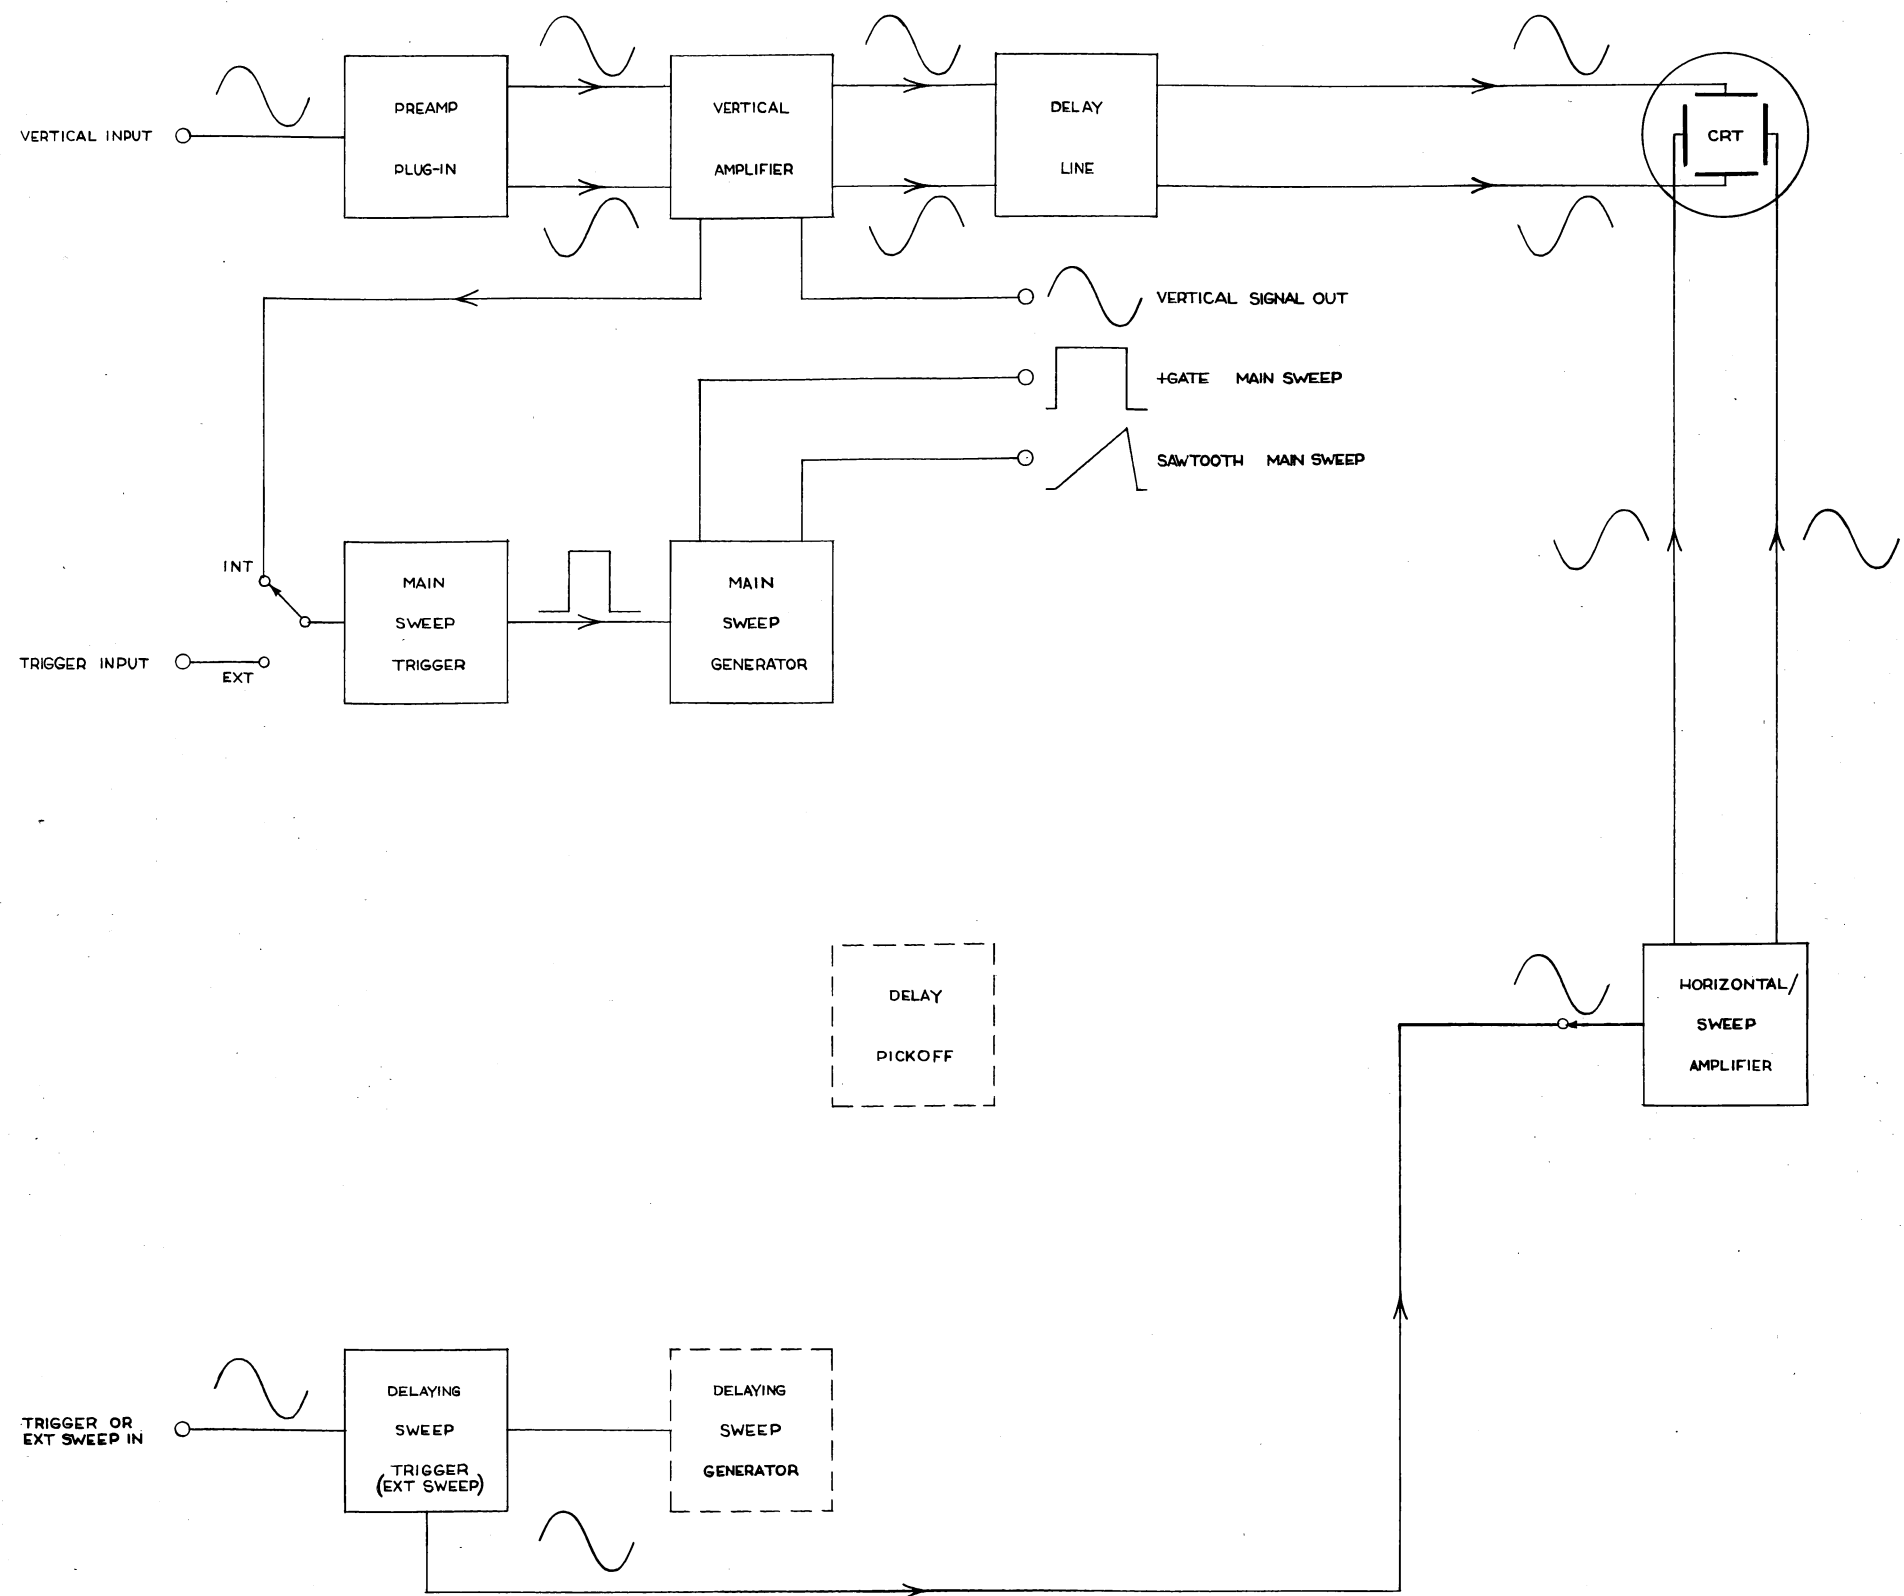 VERTICAL INPUT
PREAMP
PLUG-IN
VERTICAL
AMPLIFIER
DELAY
LINE
CRT
VERTICAL SIGNAL OUT
+GATE MAIN SWEEP
SAWTOOTH MAIN SWEEP
INT
TRIGGER INPUT
EXT
MAIN
SWEEP
TRIGGER
MAIN
SWEEP
GENERATOR
DELAY
PICKOFF
HORIZONTAL/
SWEEP
AMPLIFIER
TRIGGER OR
EXT SWEEP IN
DELAYING
SWEEP
TRIGGER
(EXT SWEEP)
DELAYING
SWEEP
GENERATOR